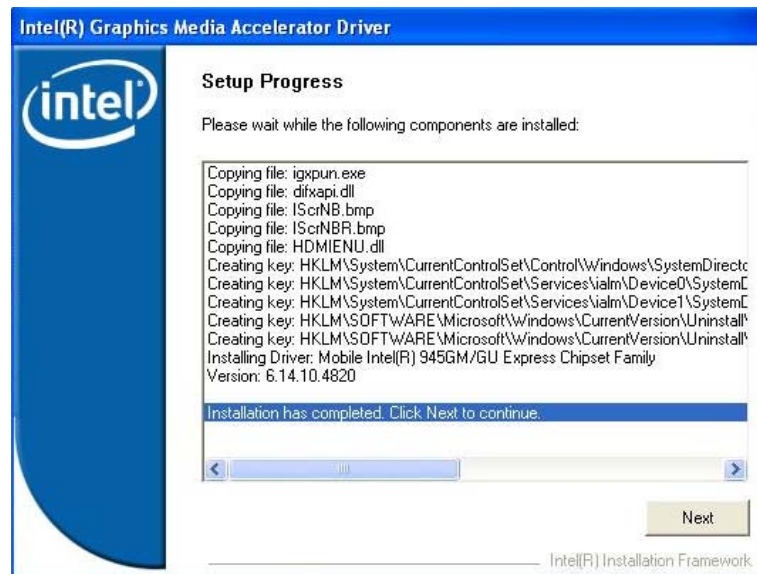 Intel(R) Graphics Media Accelerator Driver
intel
Setup Progress
Please wait while the following components are installed:
Copying file: igxpun.exe
Copying file: difxapi.dll
Copying file: IScrNB.bmp
Copying file: IScrNBR.bmp
Copying file: HDMIENU.dll
Creating key: HKLM\System\CurrentControlSet\Control\Windows\SystemDirecto
Creating key: HKLM\System\CurrentControlSet\Services\ialm\Device0\SystemD
Creating key: HKLM\System\CurrentControlSet\Services\ialm\Device1\SystemD
Creating key: HKLM\SOFTWARE\Microsoft\Windows\CurrentVersion\Uninstall\
Creating key: HKLM\SOFTWARE\Microsoft\Windows\CurrentVersion\Uninstall\
Installing Driver: Mobile Intel(R) 945GM/GU Express Chipset Family
Version: 6.14.10.4820
Installation has completed. Click Next to continue.
Next
Intel(R) Installation Framework